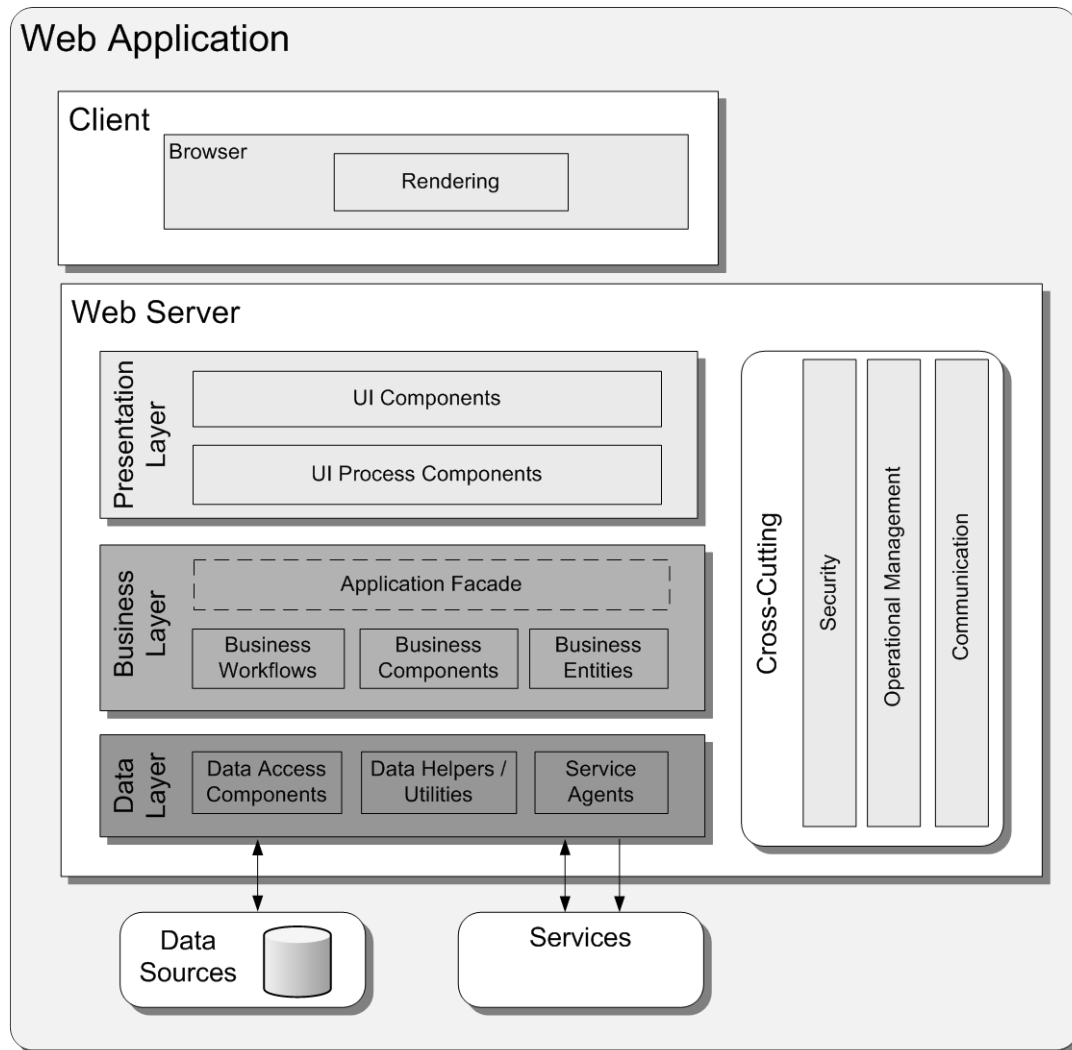 Web Application
Client
Browser
Rendering
Web Server
Presentation
Layer
UI Components
UI Process Components
Business
Layer
Application Facade
Business
Workflows
Business
Components
Business
Entities
Data
Layer
Data Access
Components
Data Helpers /
Utilities
Service
Agents
Cross-Cutting
Security
Operational Management
Communication
Data
Sources
Services